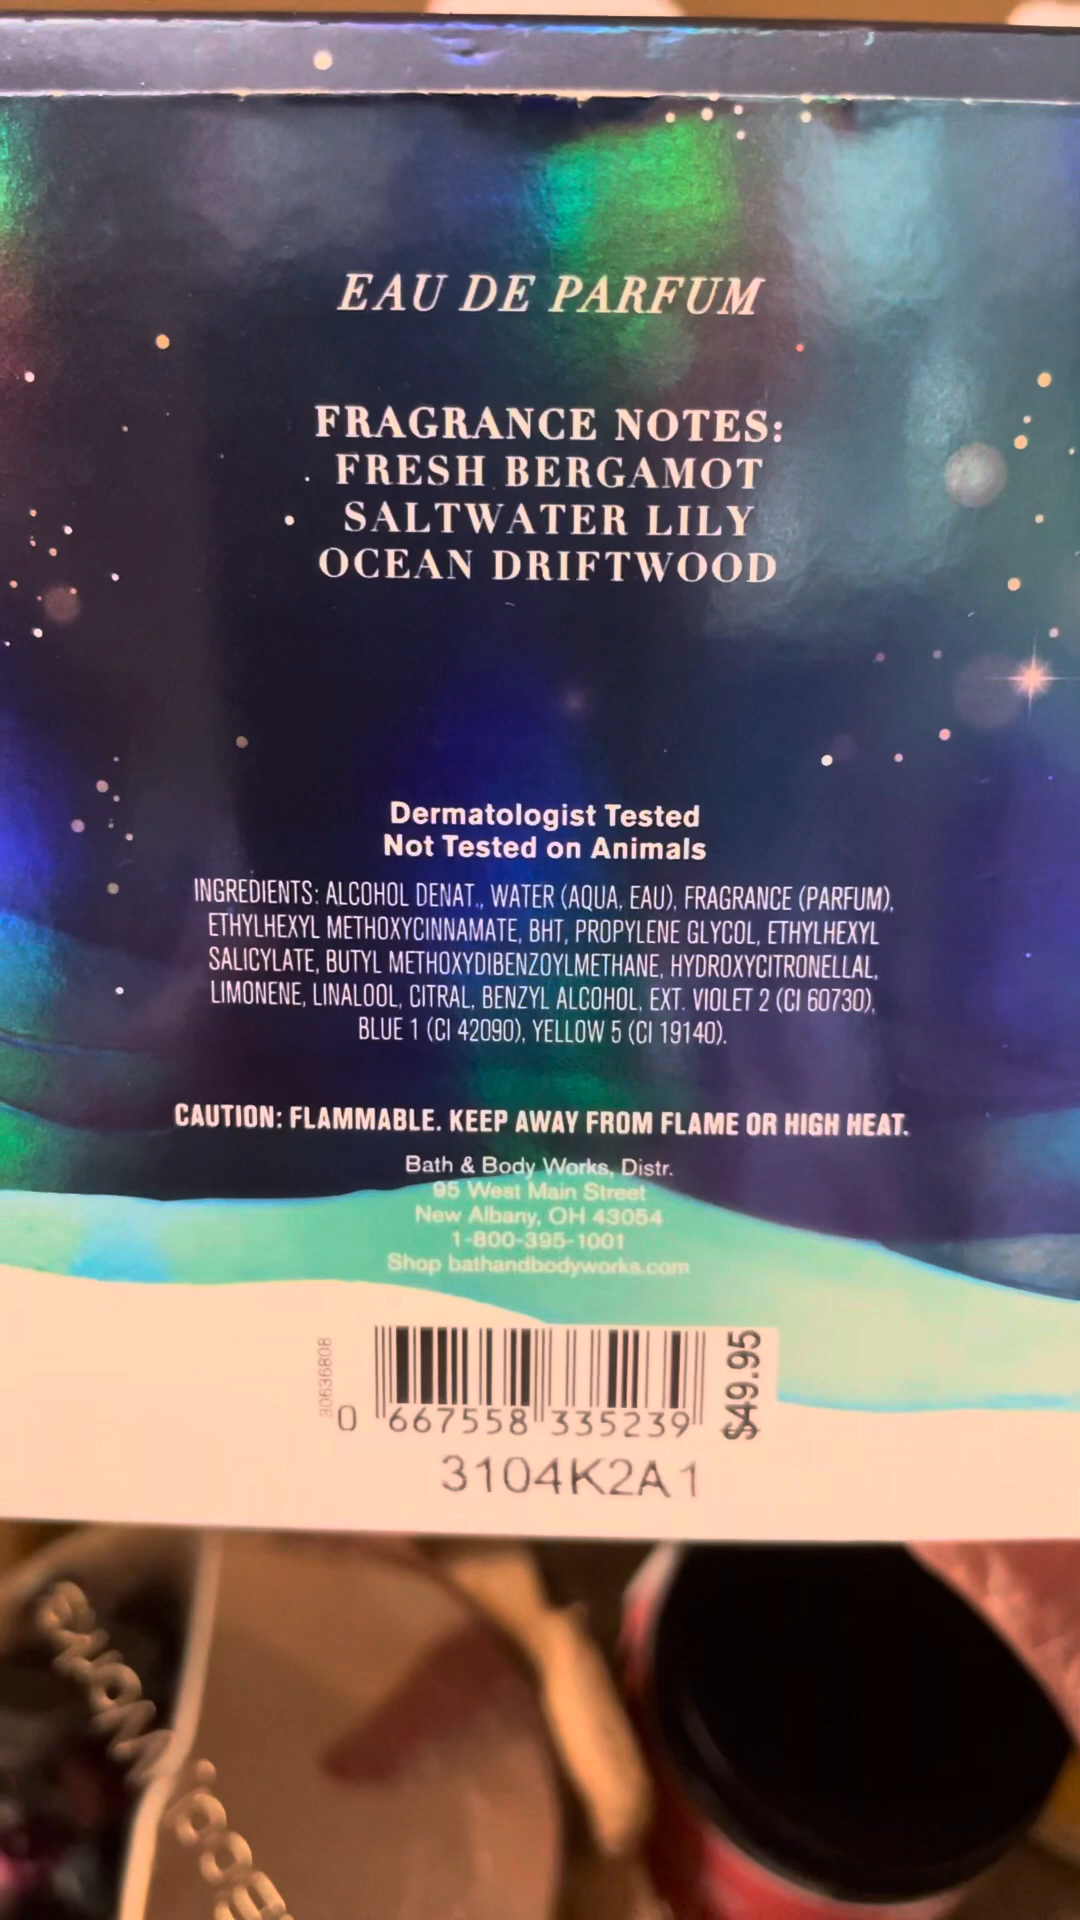 EAU DE PARFUM
FRAGRANCE NOTES:
FRESH BERGAMOT
SALTWATER LILY
OCEAN DRIFTWOOD
Dermatologist Tested
Not Tested on Animals
INGREDIENTS: ALCOHOL DENAT., WATER (AQUA, EAU), FRAGRANCE (PARFUM),
ETHYLHEXYL METHOXYCINNAMATE, BHT, PROPYLENE GLYCOL, ETHYLHEXYL
SALICYLATE, BUTYL METHOXYDIBENZOYLMETHANE, HYDROXYCITRONELLAL,
LIMONENE, LINALOOL, CITRAL, BENZYL ALCOHOL, EXT. VIOLET 2 (CI 60730),
BLUE 1 (CI 42090), YELLOW 5 (CI 19140).
CAUTION: FLAMMABLE. KEEP AWAY FROM FLAME OR HIGH HEAT.
Bath & Body Works, Distr.
95 West Main Street
New Albany, OH 43054
1-800-395-1001
Shop bathandbodyworks.com
30636808
0 667558 335239
$49.95
3104K2A1